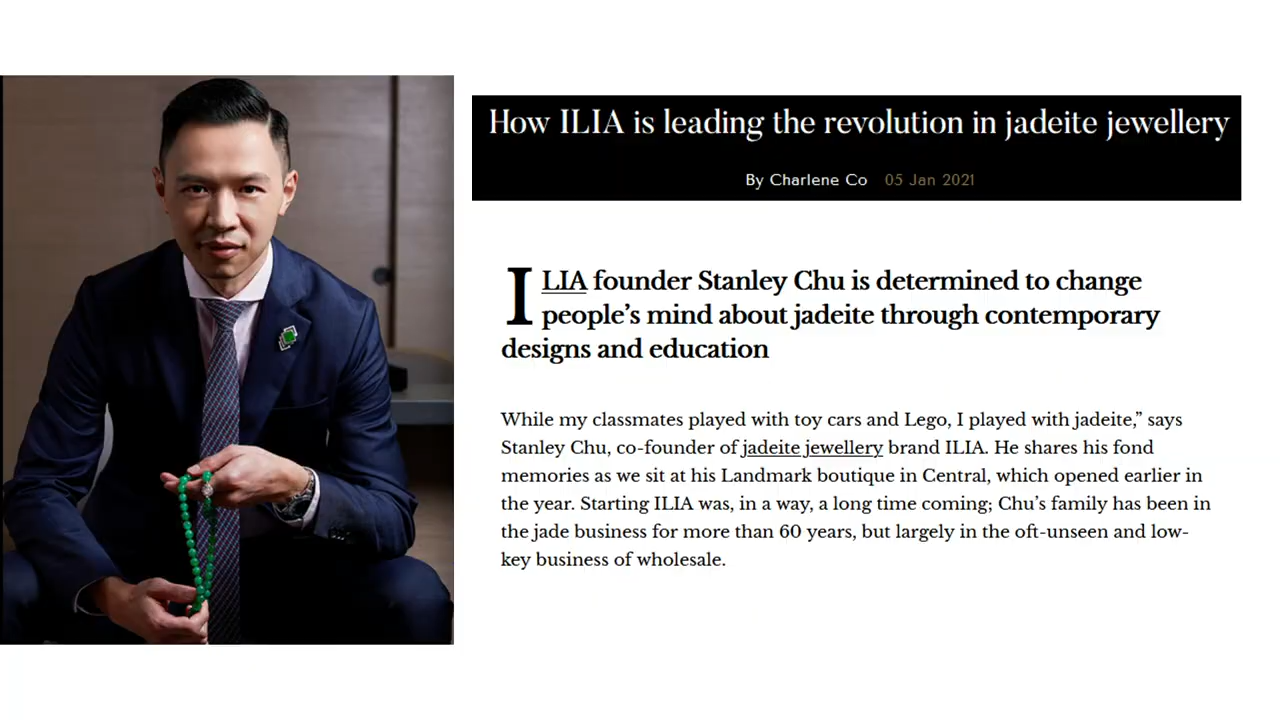 How ILIA is leading the revolution in jadeite jewellery
By Charlene Co 05 Jan 2021
ILIA founder Stanley Chu is determined to change
people’s mind about jadeite through contemporary
designs and education
While my classmates played with toy cars and Lego, I played with jadeite,” says
Stanley Chu, co-founder of jadeite jewellery brand ILIA. He shares his fond
memories as we sit at his Landmark boutique in Central, which opened earlier in
the year. Starting ILIA was, in a way, a long time coming; Chu’s family has been in
the jade business for more than 60 years, but largely in the oft-unseen and low-
key business of wholesale.